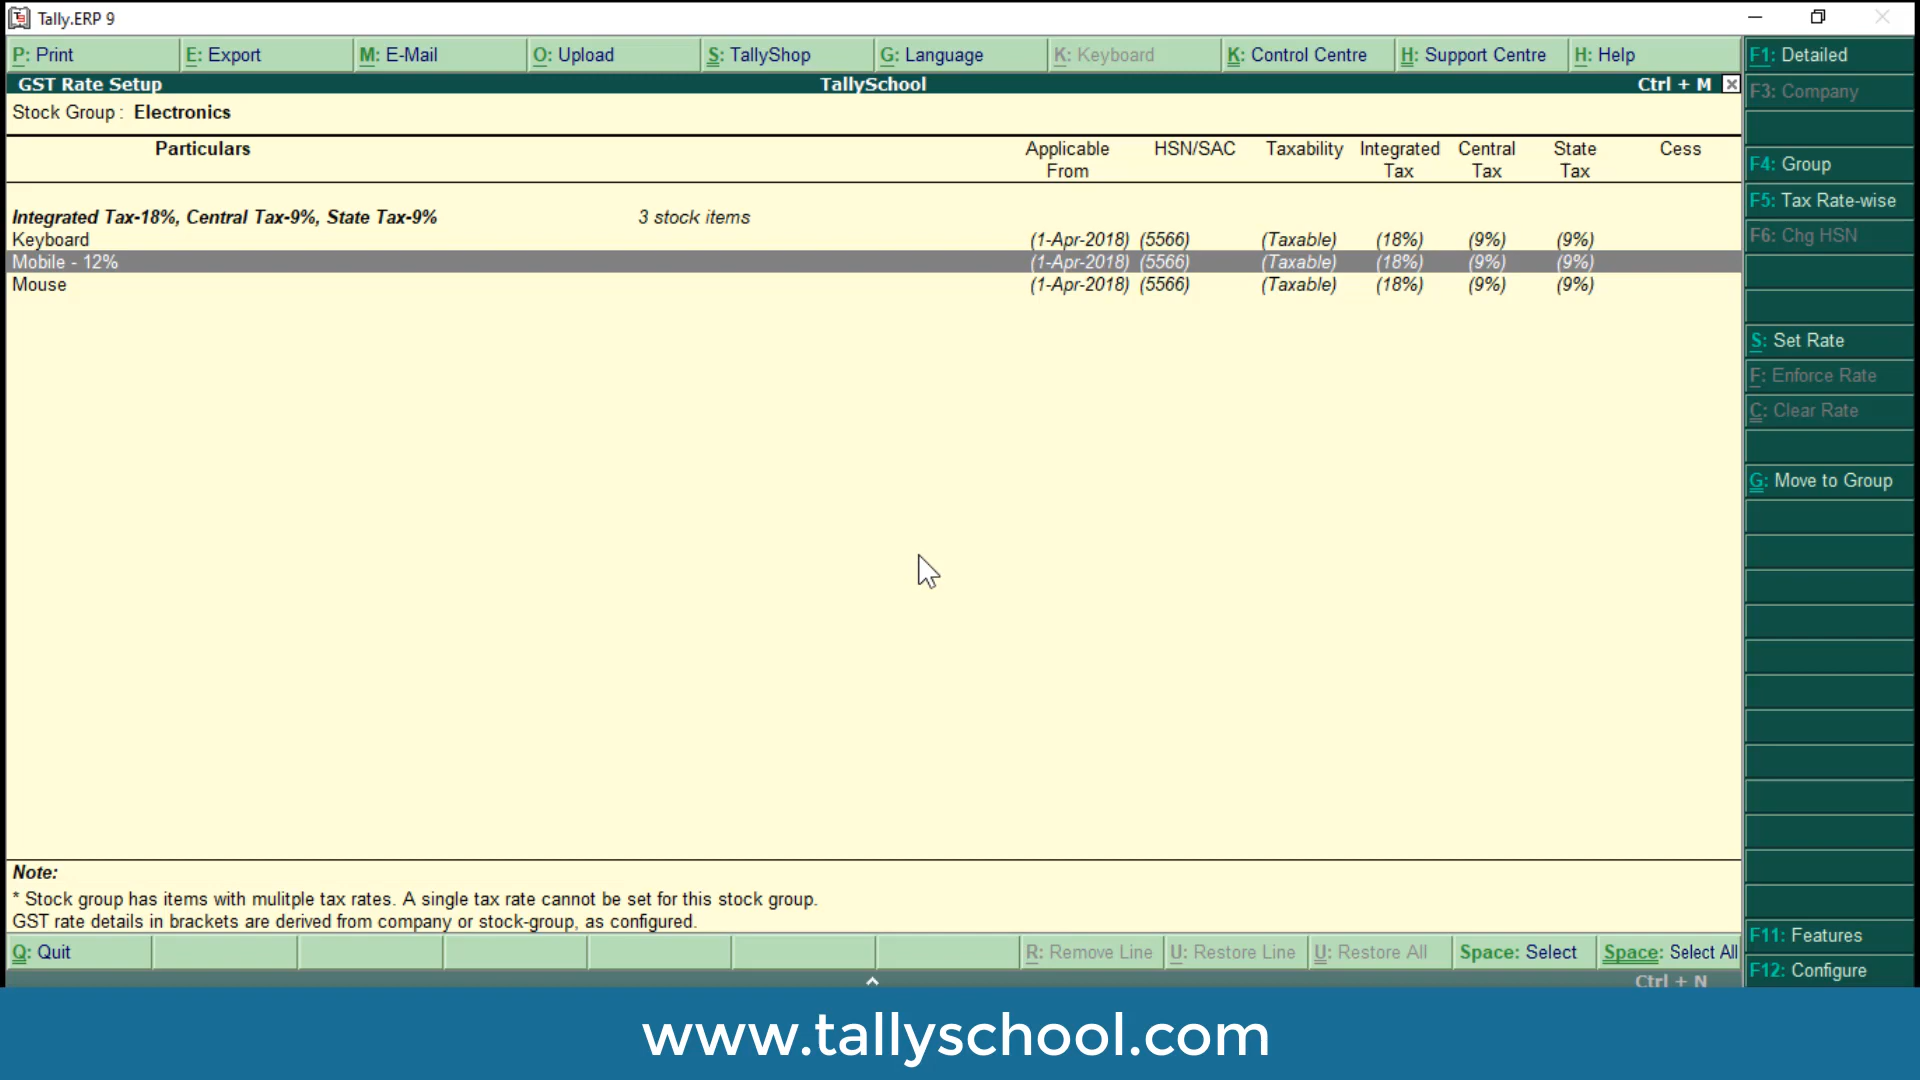 Tally.ERP 9
P: Print E: Export M: E-Mail O: Upload S: TallyShop G: Language K: Keyboard K: Control Centre H: Support Centre H: Help F1: Detailed
GST Rate Setup TallySchool Ctrl + M
F3: Company
Stock Group : Electronics
Particulars Applicable From HSN/SAC Taxability Integrated Tax Central Tax State Tax Cess
F4: Group
F5: Tax Rate-wise
F6: Chg HSN
Integrated Tax-18%, Central Tax-9%, State Tax-9% 3 stock items
Keyboard (1-Apr-2018) (5566) (Taxable) (18%) (9%) (9%)
Mobile - 12% (1-Apr-2018) (5566) (Taxable) (18%) (9%) (9%)
Mouse (1-Apr-2018) (5566) (Taxable) (18%) (9%) (9%)
S: Set Rate
F: Enforce Rate
C: Clear Rate
G: Move to Group
Note:
* Stock group has items with mulitple tax rates. A single tax rate cannot be set for this stock group.
GST rate details in brackets are derived from company or stock-group, as configured.
F11: Features
Q: Quit R: Remove Line U: Restore Line U: Restore All Space: Select Space: Select All
F12: Configure
Ctrl + N
www.tallyschool.com